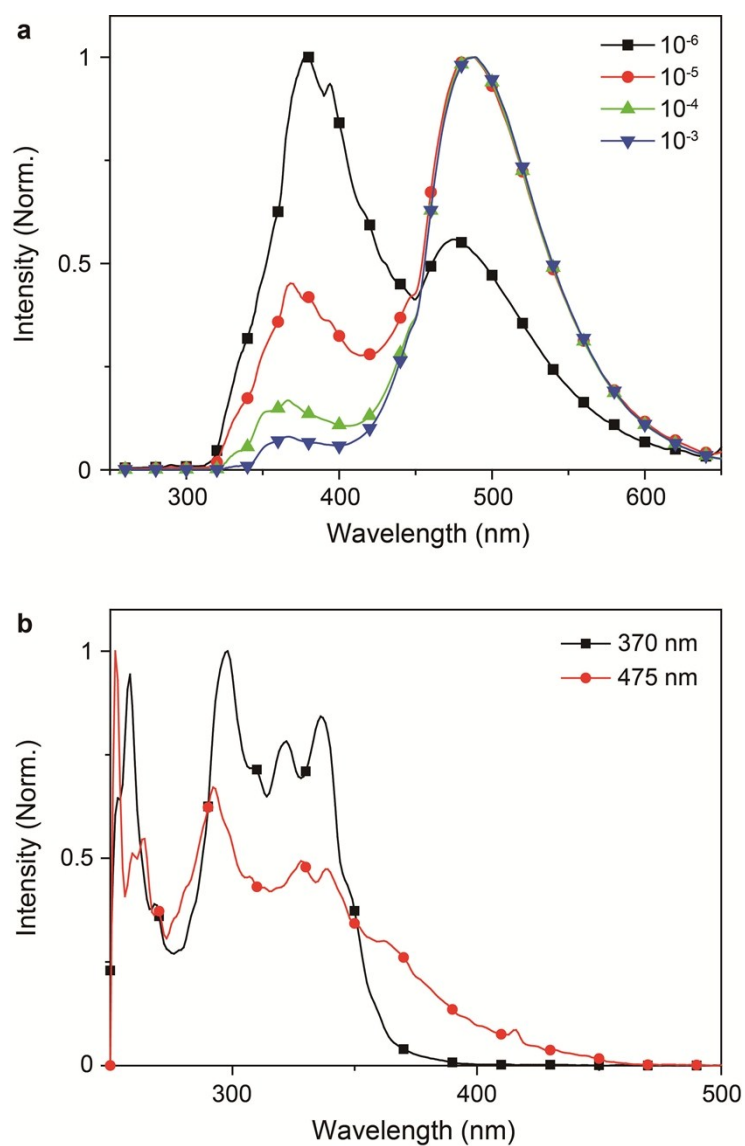 a
1
0.5
0
Intensity (Norm.)
10⁻⁶
10⁻⁵
10⁻⁴
10⁻³
300 400 500 600
Wavelength (nm)
b
1
0.5
0
Intensity (Norm.)
370 nm
475 nm
300 400 500
Wavelength (nm)